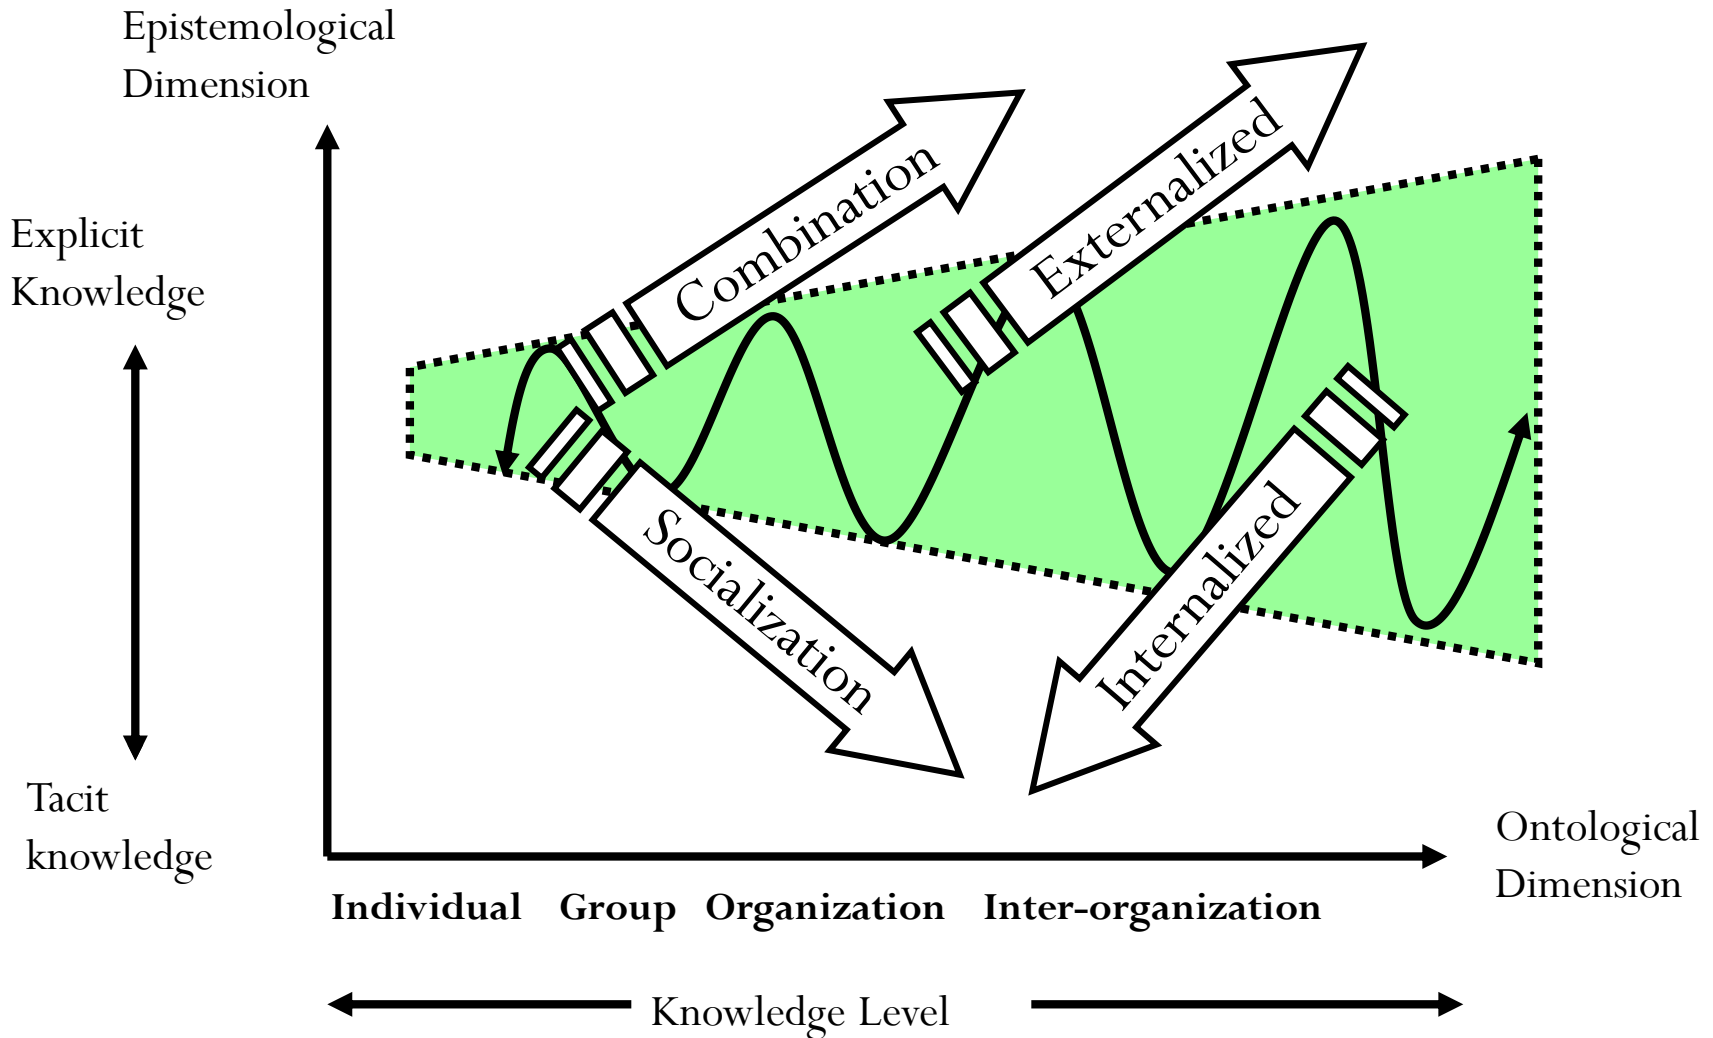 Epistemological
Dimension
Explicit
Knowledge
Tacit
knowledge
Combination
Externalized
Socialization
Internalized
Ontological
Dimension
Individual Group Organization Inter-organization
Knowledge Level